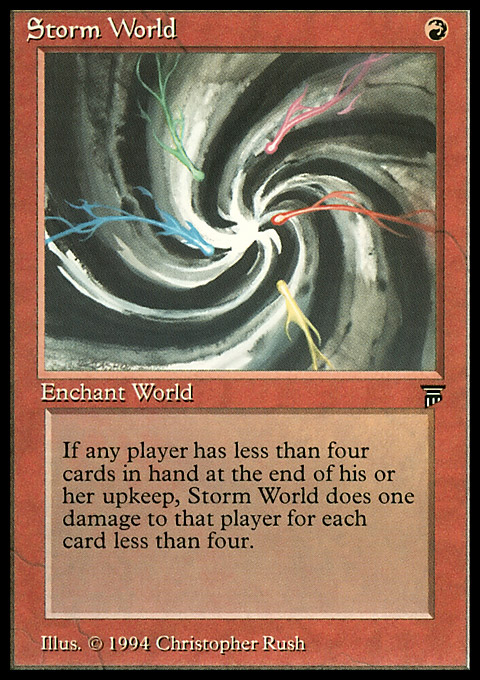 Storm World
Enchant World
If any player has less than four
cards in hand at the end of his or
her upkeep, Storm World does one
damage to that player for each
card less than four.
Illus. © 1994 Christopher Rush